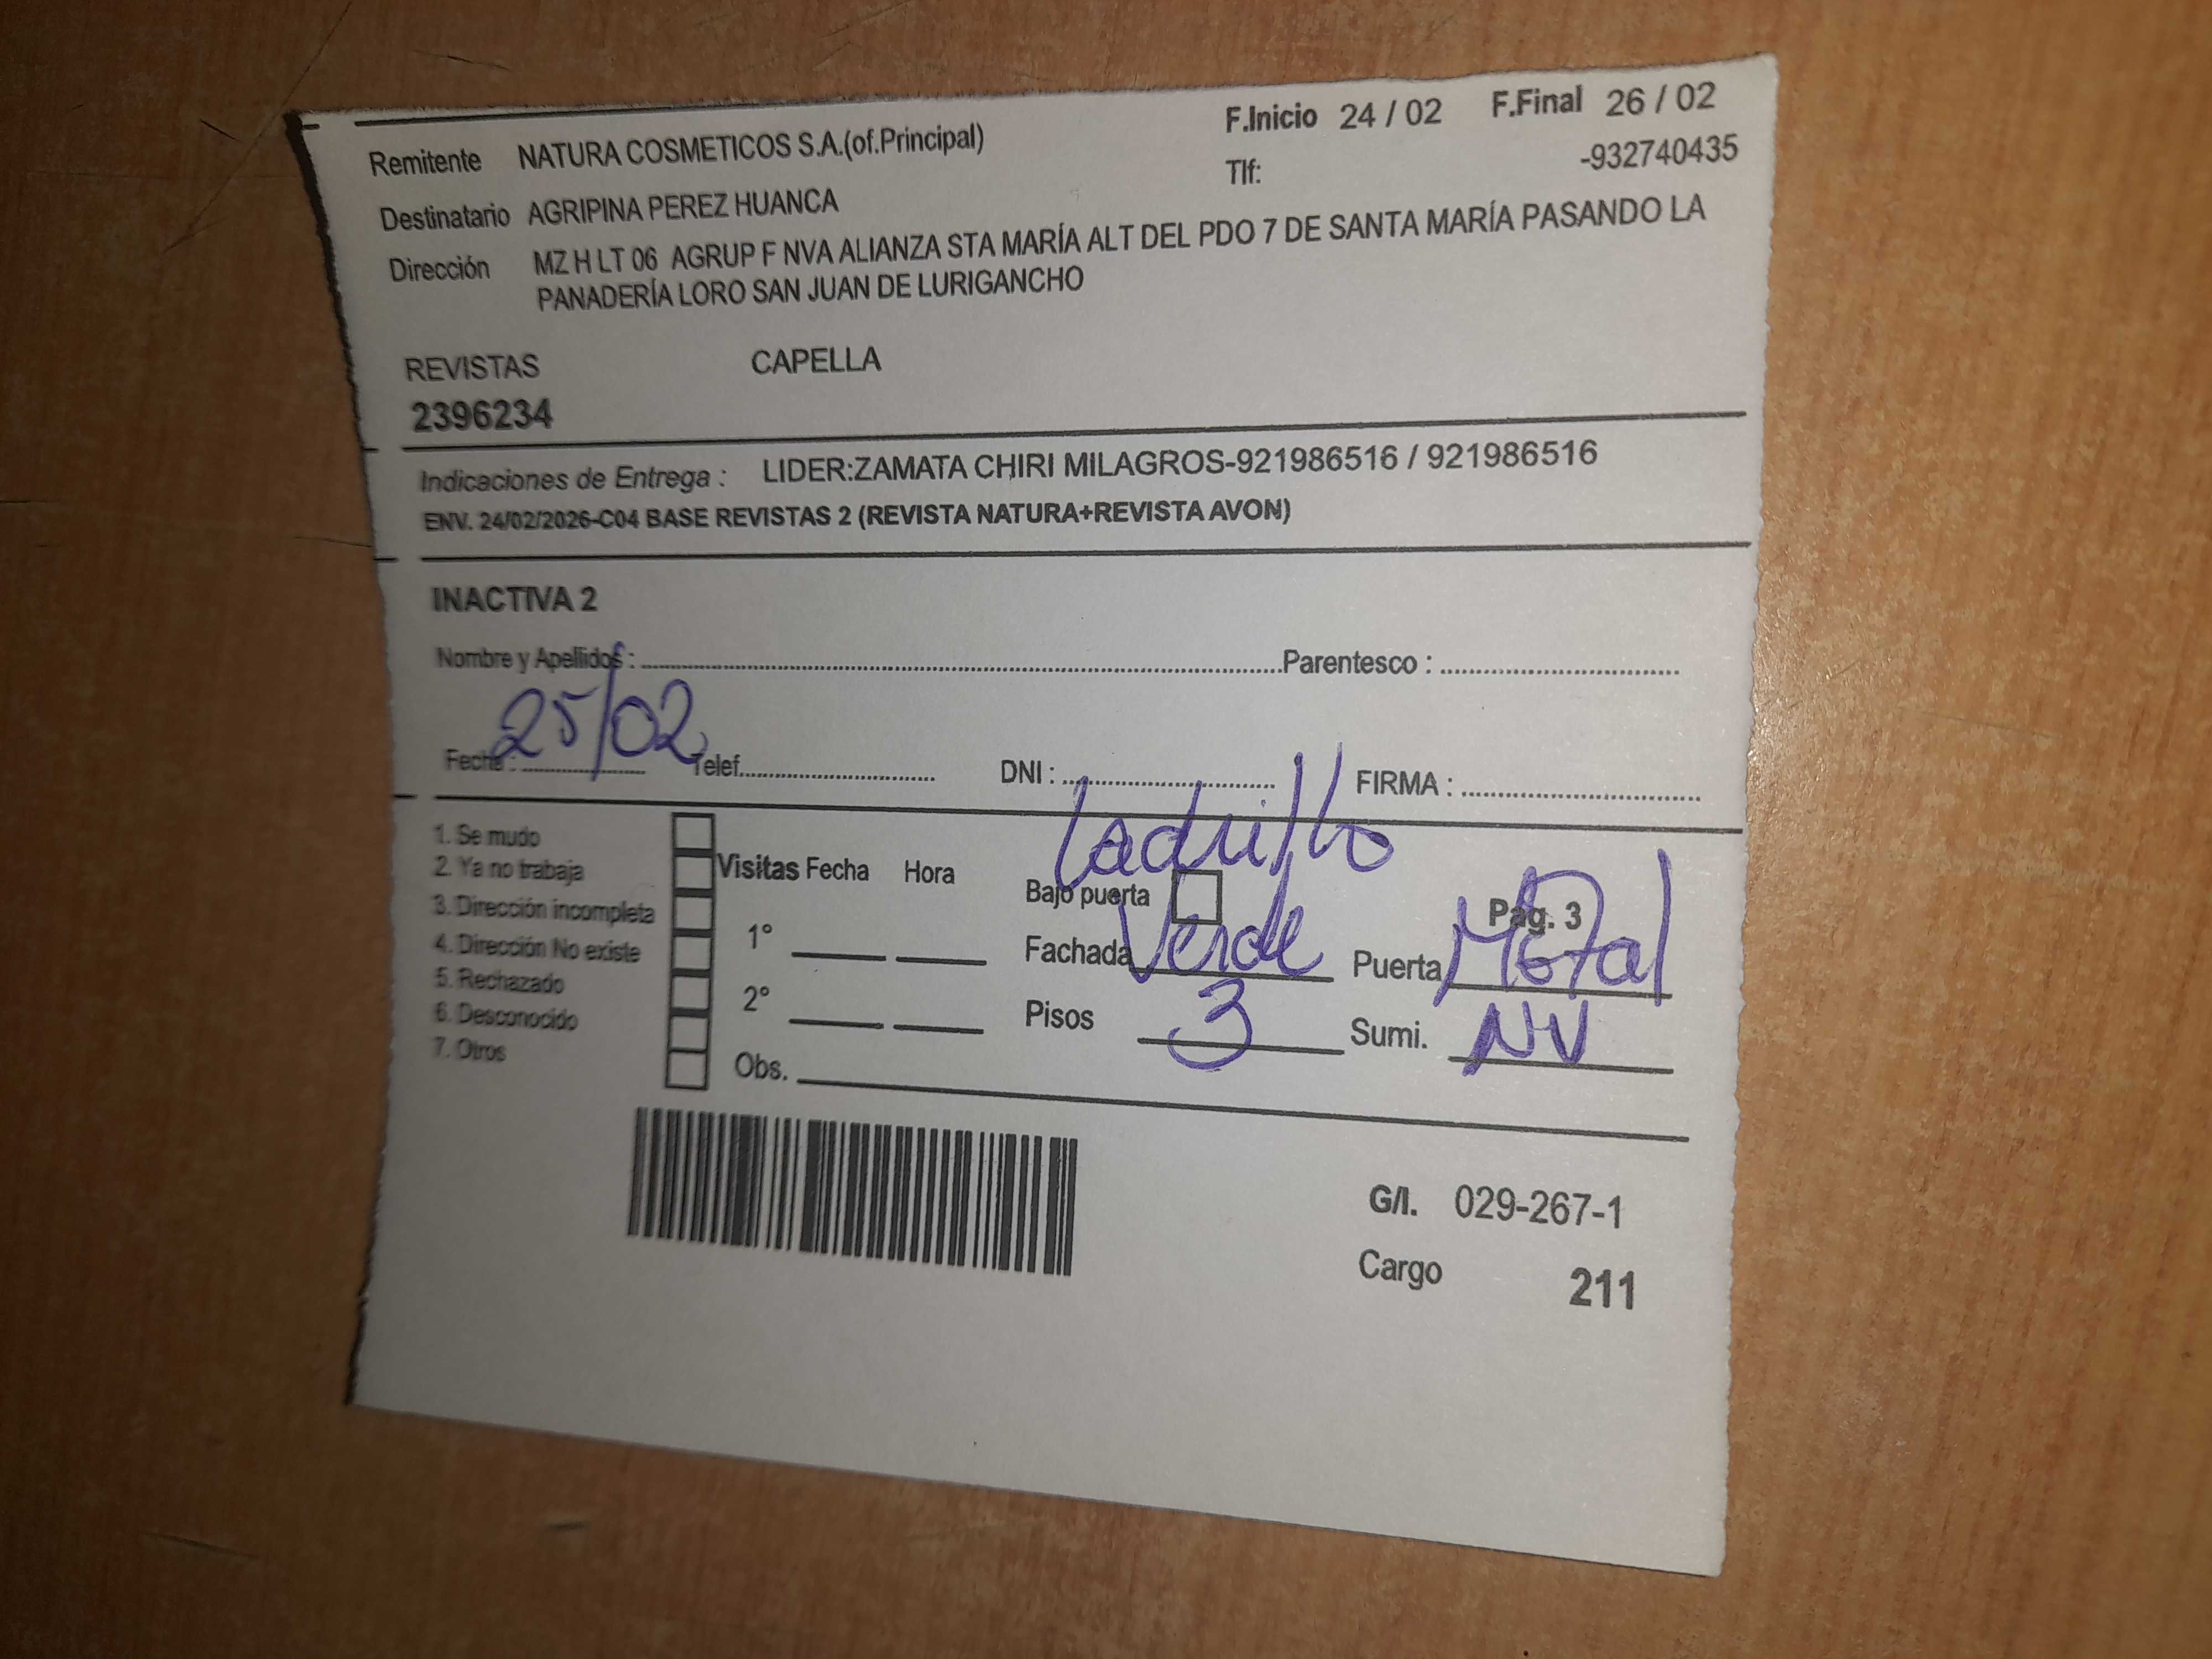 Remitente NATURA COSMETICOS S.A.(of.Principal) F.Inicio 24 / 02 F.Final 26 / 02
Tlf: -932740435
Destinatario AGRIPINA PEREZ HUANCA
Dirección MZ H LT 06 AGRUP F NVA ALIANZA STA MARÍA ALT DEL PDO 7 DE SANTA MARÍA PASANDO LA
PANADERÍA LORO SAN JUAN DE LURIGANCHO
REVISTAS CAPELLA
2396234
Indicaciones de Entrega : LIDER:ZAMATA CHIRI MILAGROS-921986516 / 921986516
ENV. 24/02/2026-C04 BASE REVISTAS 2 (REVISTA NATURA+REVISTA AVON)
INACTIVA 2
Nombre y Apellidos : Parentesco :
Fecha : 25/02 Telef. DNI : FIRMA :
1. Se mudo
2. Ya no trabaja
3. Dirección incompleta
4. Dirección No existe
5. Rechazado
6. Desconocido
7. Otros
Visitas Fecha Hora
1°
2°
Obs.
Ladrillo
Bajo puerta Pag. 3
Fachada Verde Puerta Metal
Pisos 3 Sumi. NV
G/I. 029-267-1
Cargo 211